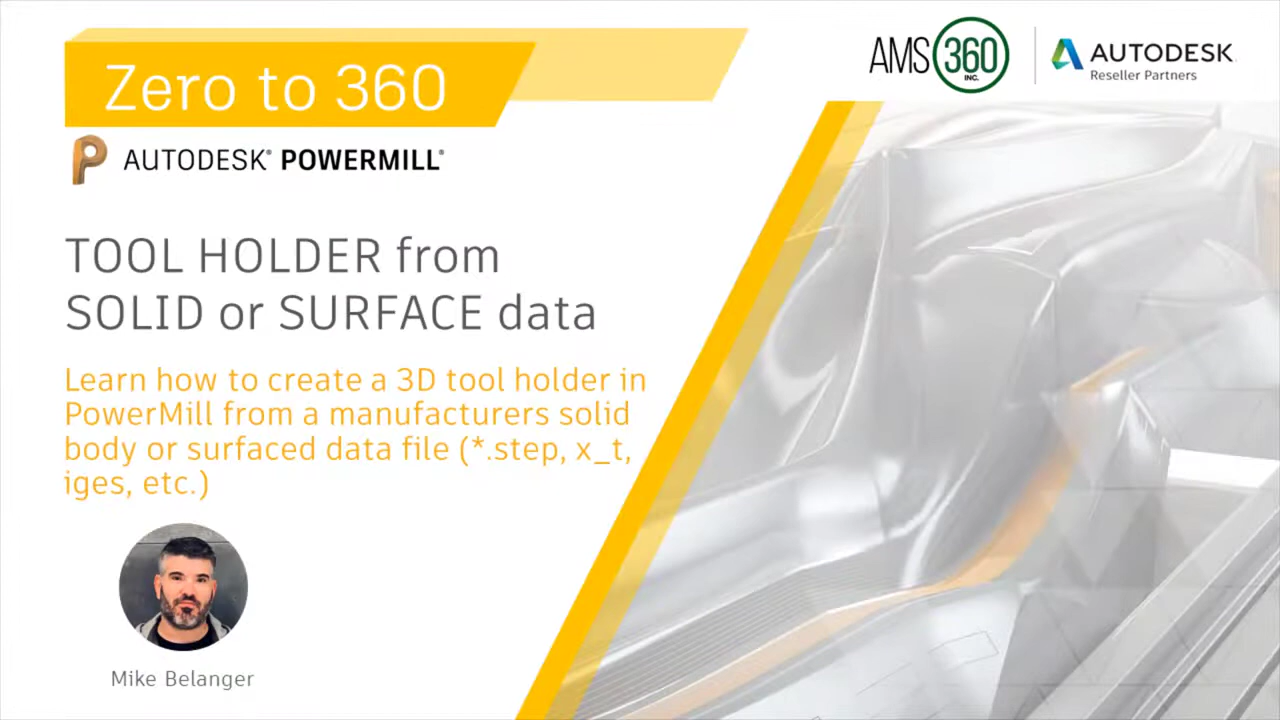 Zero to 360
AMS 360 INC.
AUTODESK
Reseller Partners
AUTODESK® POWERMILL®
TOOL HOLDER from
SOLID or SURFACE data
Learn how to create a 3D tool holder in
PowerMill from a manufacturers solid
body or surfaced data file (*.step, x_t,
iges, etc.)
Mike Belanger